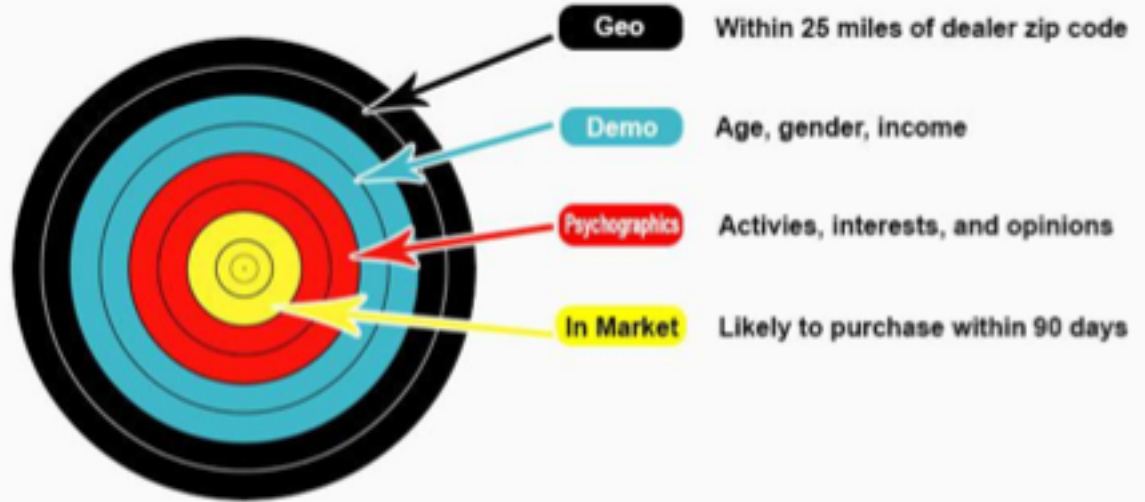 Geo Within 25 miles of dealer zip code
Demo Age, gender, income
Psychographics Activies, interests, and opinions
In Market Likely to purchase within 90 days